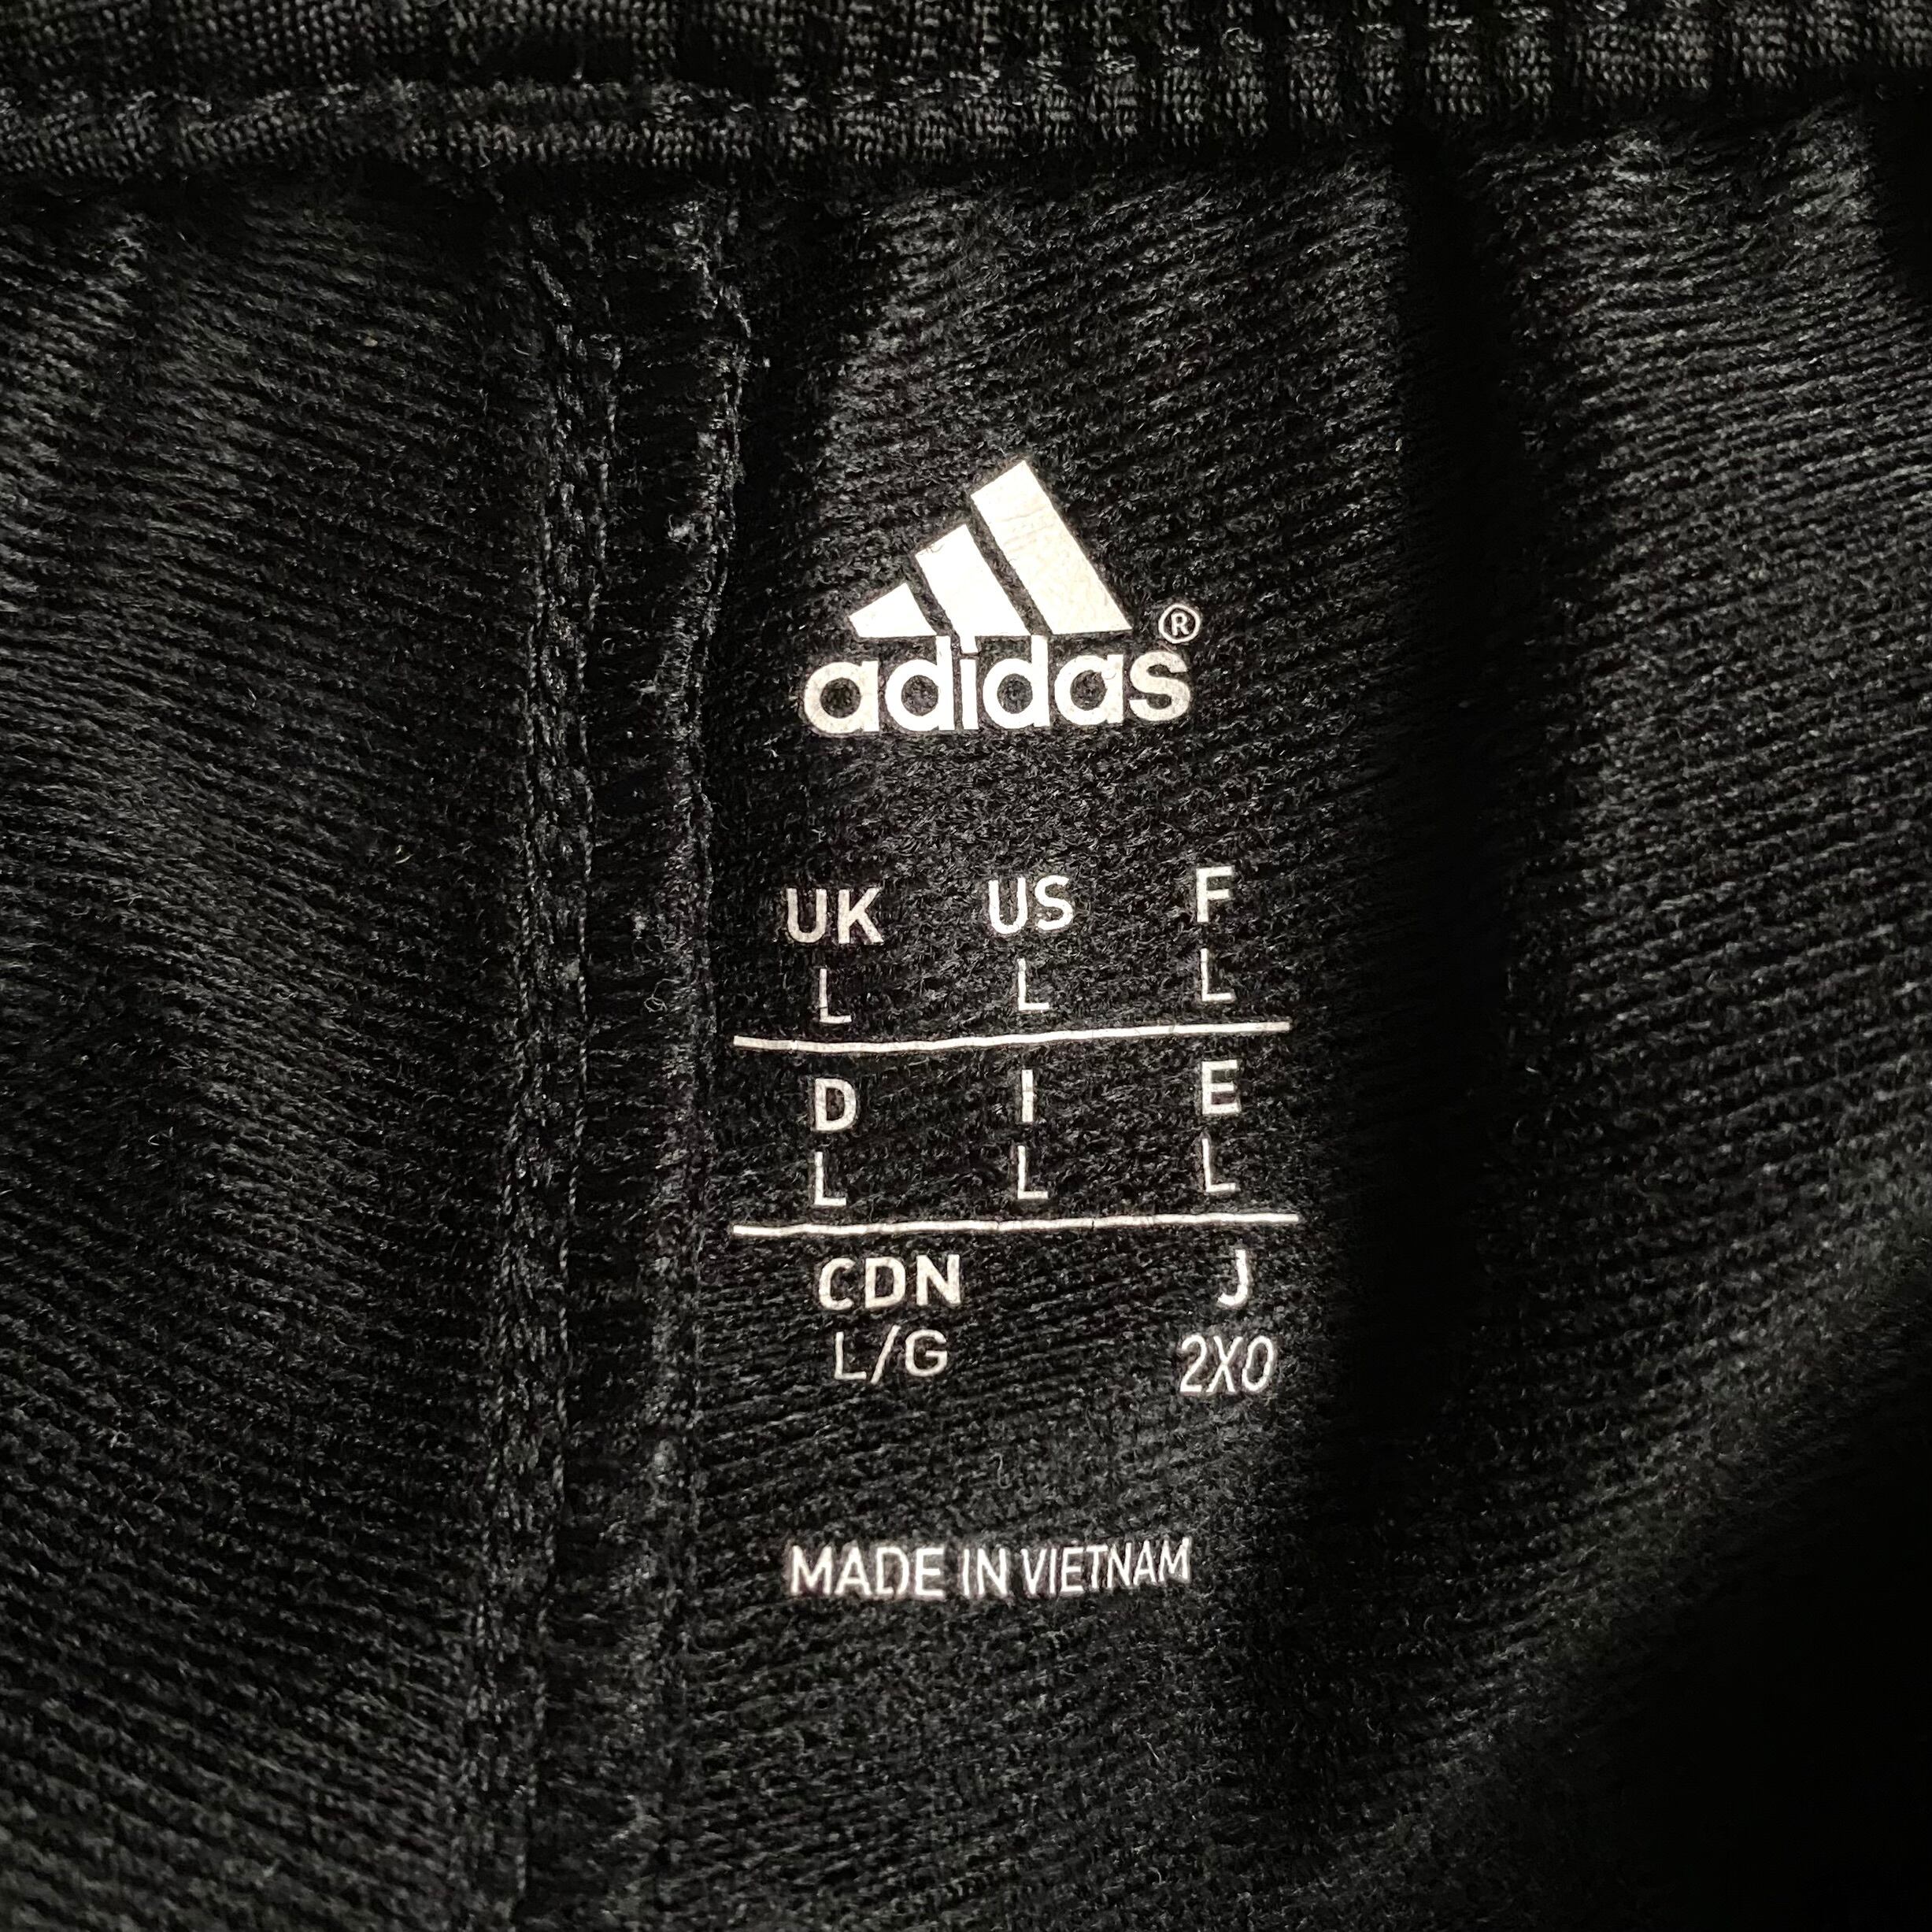 adidas®
UK US F
L L L
D I E
L L L
CDN J
L/G 2XO
MADE IN VIETNAM